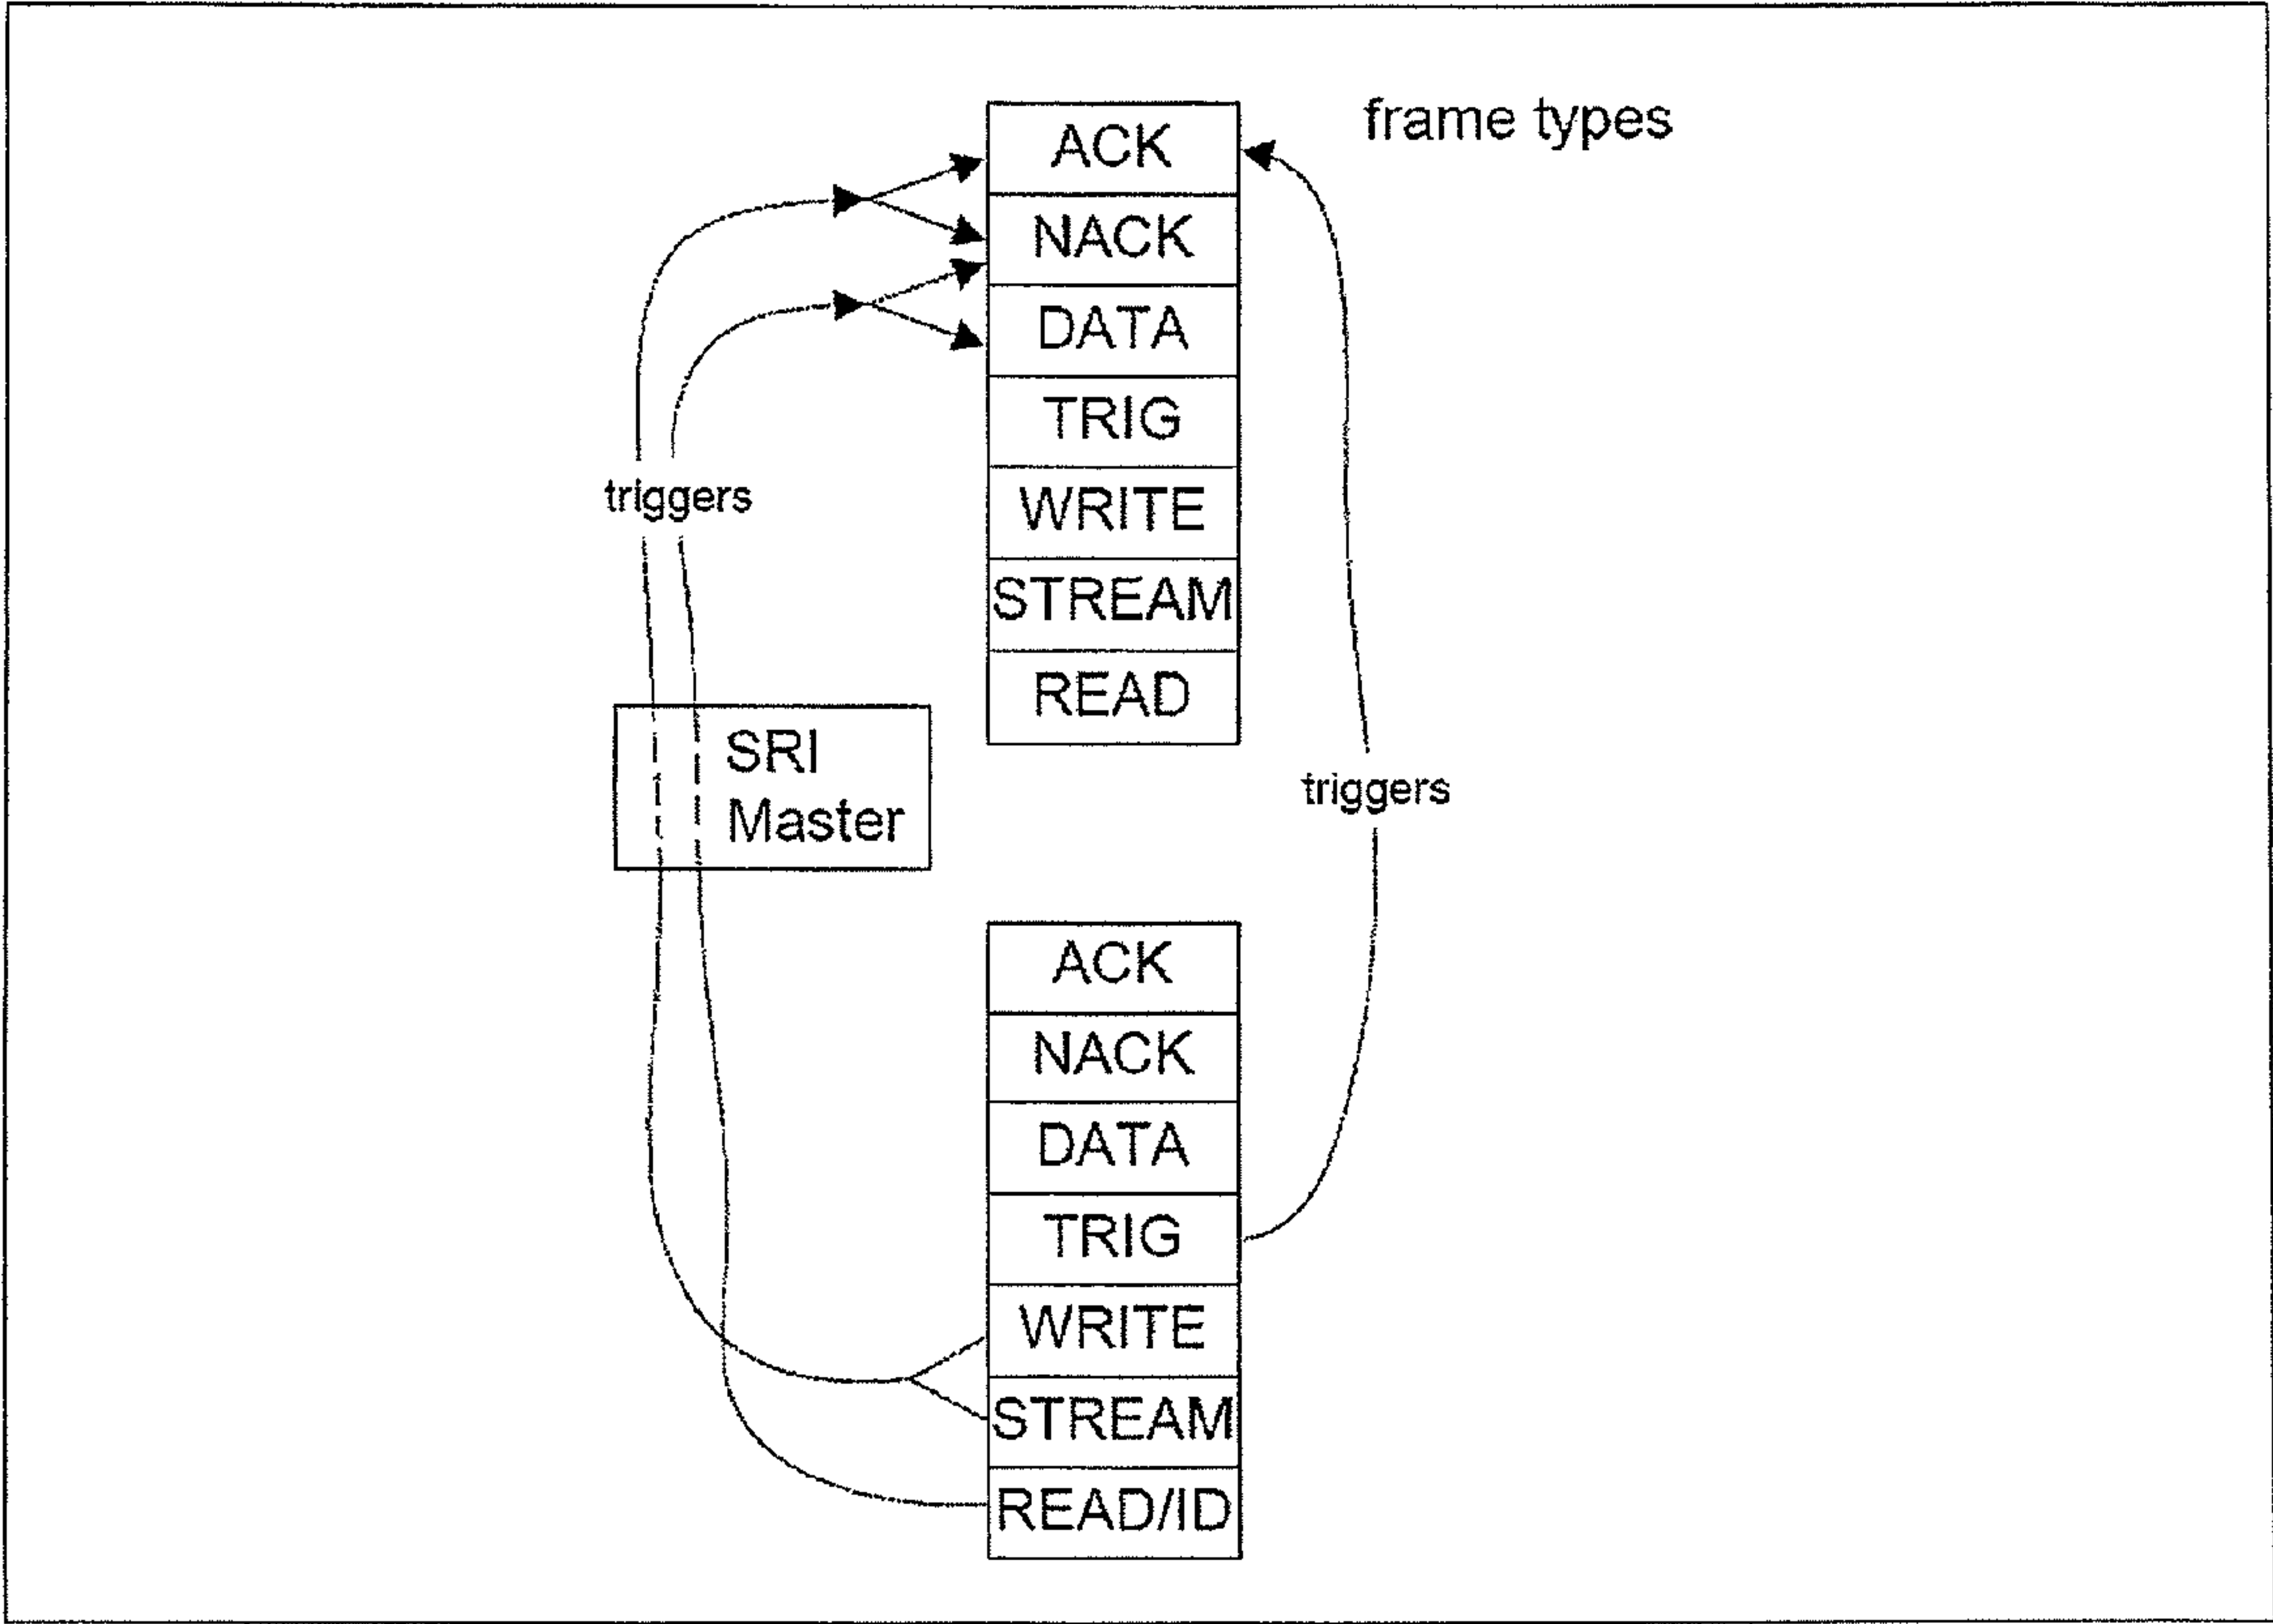 frame types
ACK
NACK
DATA
TRIG
WRITE
STREAM
READ
triggers
SRI
Master
triggers
ACK
NACK
DATA
TRIG
WRITE
STREAM
READ/ID